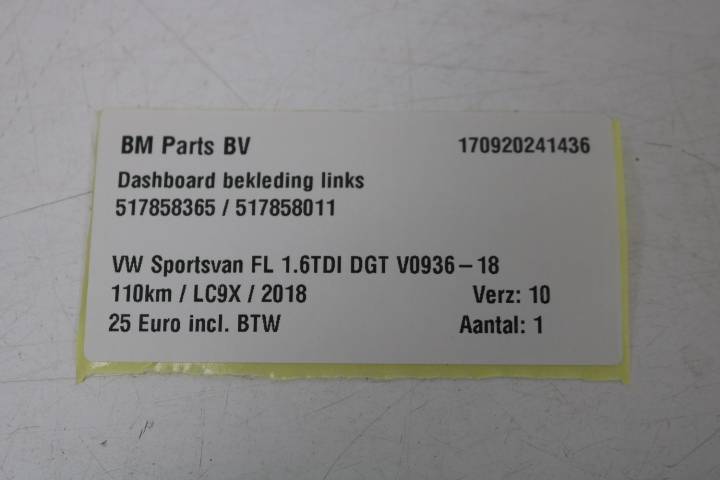 BM Parts BV 170920241436
Dashboard bekleding links
517858365 / 517858011
VW Sportsvan FL 1.6TDI DGT V0936-18
110km / LC9X / 2018 Verz: 10
25 Euro incl. BTW Aantal: 1